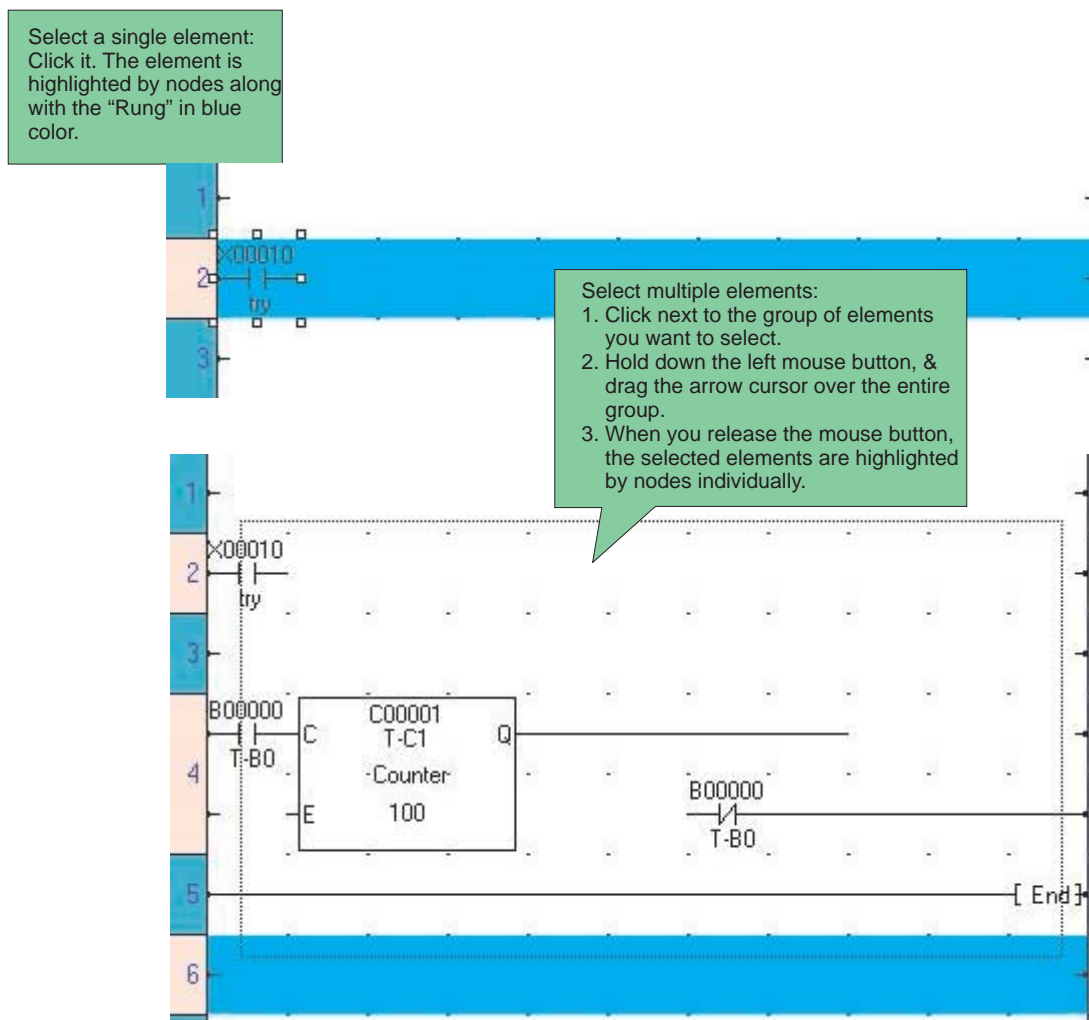 Select a single element:
Click it. The element is
highlighted by nodes along
with the “Rung” in blue
color.
1
X00010
2
try
3
Select multiple elements:
1. Click next to the group of elements
you want to select.
2. Hold down the left mouse button, &
drag the arrow cursor over the entire
group.
3. When you release the mouse button,
the selected elements are highlighted
by nodes individually.
1
X00010
2
try
3
B00000 C00001
C T-C1 Q
T-B0
4 Counter
B00000
E 100
T-B0
5 [ End ]
6